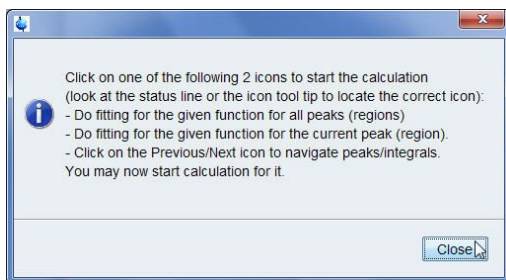 Click on one of the following 2 icons to start the calculation
(look at the status line or the icon tool tip to locate the correct icon):
- Do fitting for the given function for all peaks (regions)
- Do fitting for the given function for the current peak (region).
- Click on the Previous/Next icon to navigate peaks/integrals.
You may now start calculation for it.
Close